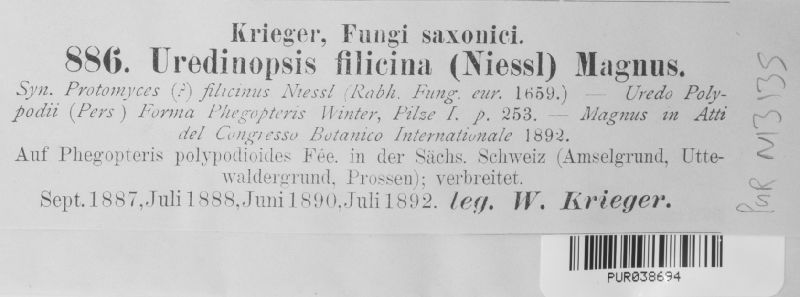 Krieger, Fungi saxonici.
886. Uredinopsis filicina (Niessl) Magnus.
Syn. Protomyces (?) filicinus Niessl (Rabh. Fung. eur. 1659.) — Uredo Poly-
podii (Pers ) Forma Phegopteris Winter, Pilze I. p. 253. — Magnus in Atti
del Congresso Botanico Internationale 1892.
Auf Phegopteris polypodioides Fée. in der Sächs. Schweiz (Amselgrund, Utte-
waldergrund, Prossen); verbreitet.
Sept. 1887, Juli 1888, Juni 1890, Juli 1892. leg. W. Krieger.
PUR N3135
PUR038694